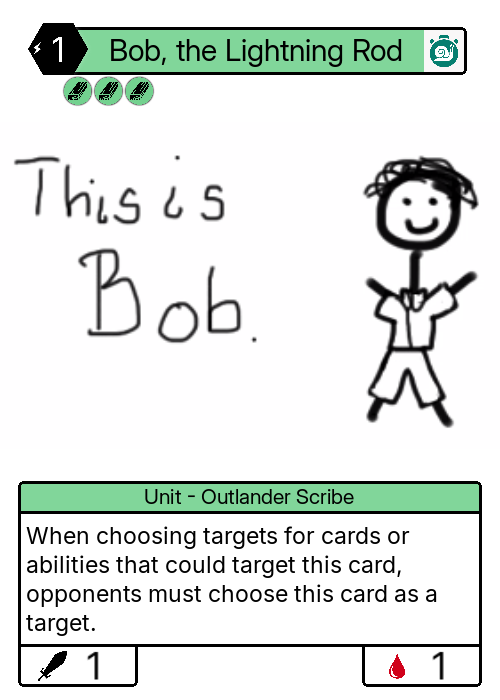 1 Bob, the Lightning Rod
This is
Bob.
Unit - Outlander Scribe
When choosing targets for cards or
abilities that could target this card,
opponents must choose this card as a
target.
1 1